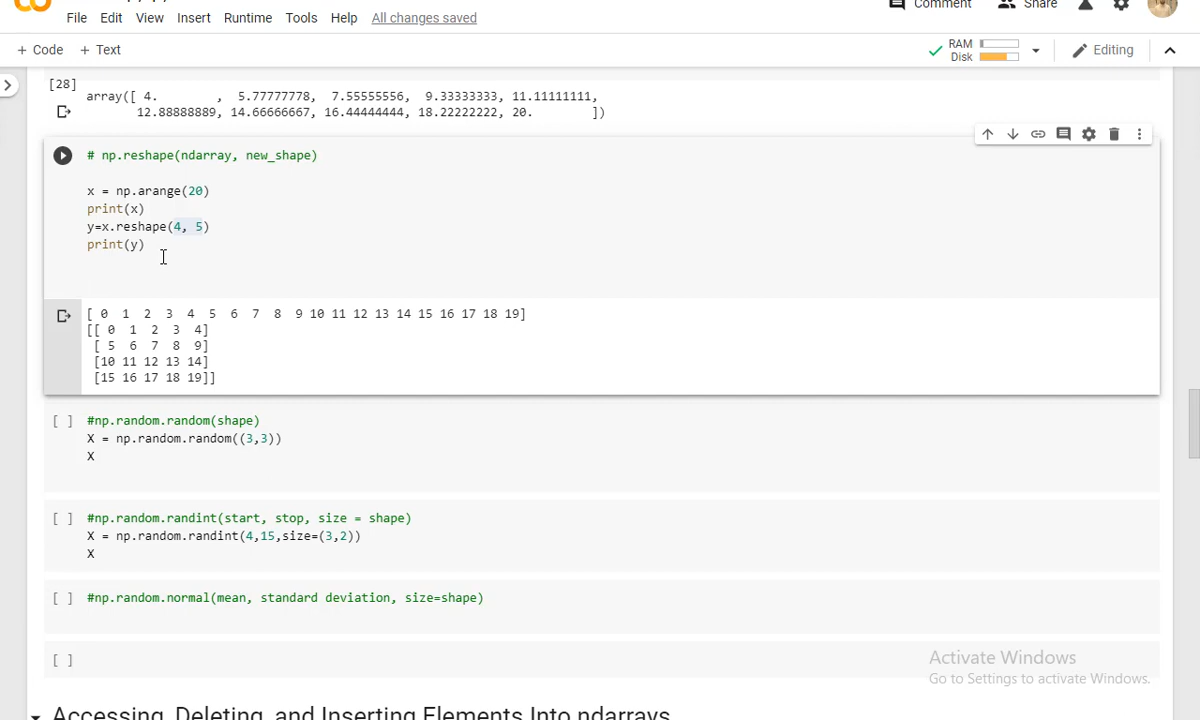 File Edit View Insert Runtime Tools Help All changes saved
Comment Share
+ Code + Text
RAM
Disk
Editing
[28]
array([ 4. , 5.77777778, 7.55555556, 9.33333333, 11.11111111,
12.88888889, 14.66666667, 16.44444444, 18.22222222, 20. ])
# np.reshape(ndarray, new_shape)
x = np.arange(20)
print(x)
y=x.reshape(4, 5)
print(y)
[ 0 1 2 3 4 5 6 7 8 9 10 11 12 13 14 15 16 17 18 19]
[[ 0 1 2 3 4]
[ 5 6 7 8 9]
[10 11 12 13 14]
[15 16 17 18 19]]
[ ] #np.random.random(shape)
X = np.random.random((3,3))
X
[ ] #np.random.randint(start, stop, size = shape)
X = np.random.randint(4,15,size=(3,2))
X
[ ] #np.random.normal(mean, standard deviation, size=shape)
[ ]
Activate Windows
Go to Settings to activate Windows.
Accessing, Deleting, and Inserting Elements Into ndarrays